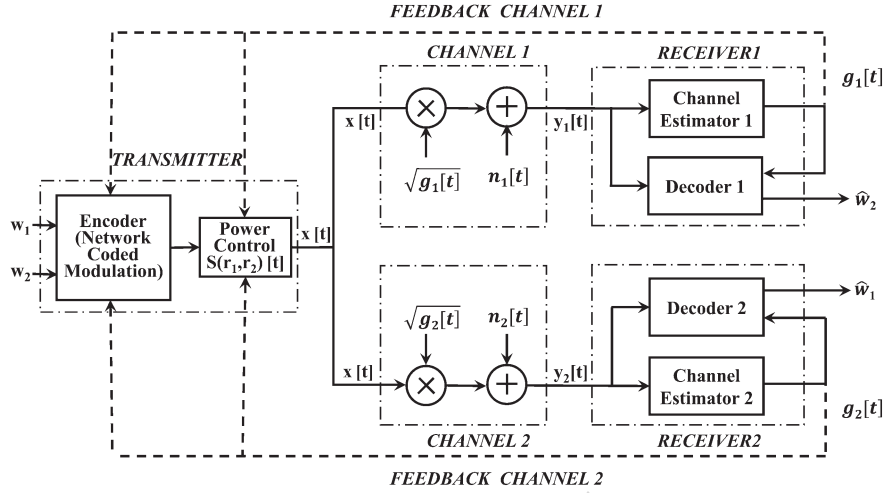 FEEDBACK CHANNEL 1
CHANNEL 1
RECEIVER1
g₁[t]
Channel
Estimator 1
x [t]
y₁[t]
TRANSMITTER
√g₁[t]
n₁[t]
Decoder 1
ŵ₂
w₁
w₂
Encoder
(Network
Coded
Modulation)
Power
Control
S(r₁,r₂) [t]
x [t]
√g₂[t]
n₂[t]
Decoder 2
ŵ₁
x [t]
y₂[t]
Channel
Estimator 2
g₂[t]
CHANNEL 2
RECEIVER2
FEEDBACK CHANNEL 2